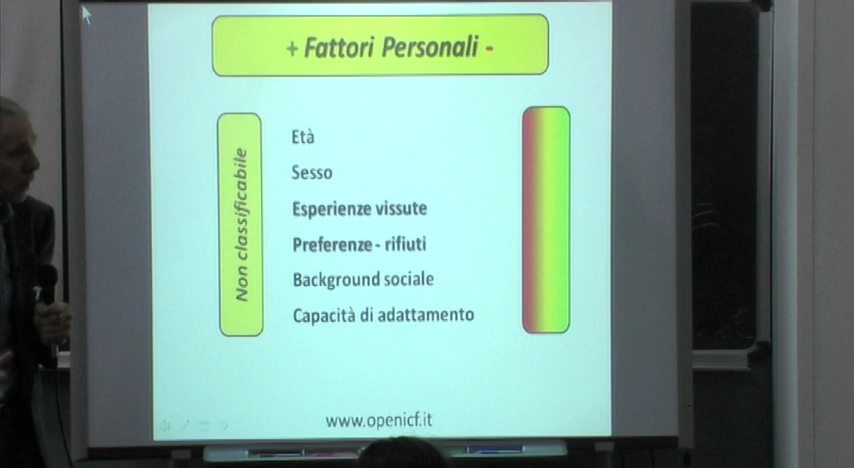 + Fattori Personali -
Non classificabile
Età
Sesso
Esperienze vissute
Preferenze - rifiuti
Background sociale
Capacità di adattamento
www.openicf.it